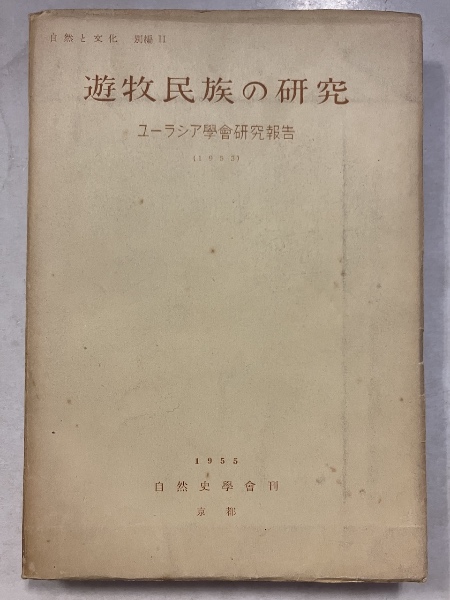 自然と文化 別編 II
遊牧民族の研究
ユーラシア學會研究報告
(1953)
1955
自然史學會刊
京都